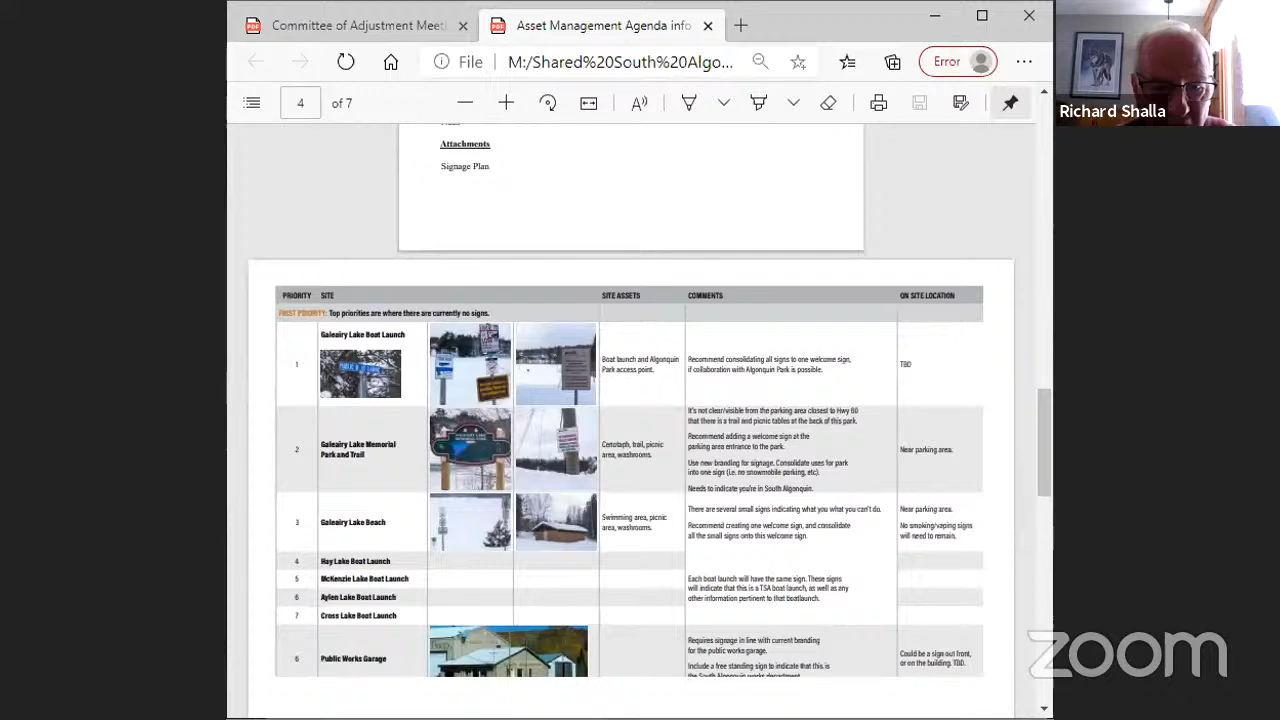 Committee of Adjustment Meeti
Asset Management Agenda info
File
M:/Shared%20South%20Algo...
Error
4 of 7
Attachments
Signage Plan
PRIORITY SITE SITE ASSETS COMMENTS ON SITE LOCATION
FIRST PRIORITY: Top priorities are where there are currently no signs.
1
Galeairy Lake Boat Launch
Boat launch and Algonquin
Park access point.
Recommend consolidating all signs to one welcome sign,
if collaboration with Algonquin Park is possible.
TBD
2
Galeairy Lake Memorial
Park and Trail
Cenotaph, trail, picnic
area, washrooms.
It's not clear/visible from the parking area closest to Hwy 60
that there is a trail and picnic tables at the back of this park.
Recommend adding a welcome sign at the
parking area entrance to the park.
Use new branding for signage. Consolidate uses for park
into one sign (i.e. no snowmobile parking, etc).
Needs to indicate you're in South Algonquin.
Near parking area.
3
Galeairy Lake Beach
Swimming area, picnic
area, washrooms.
There are several small signs indicating what you what you can't do.
Recommend creating one welcome sign, and consolidate
all the small signs onto this welcome sign.
Near parking area.
No smoking/vaping signs
will need to remain.
4 Hay Lake Boat Launch
5 McKenzie Lake Boat Launch
6 Aylen Lake Boat Launch
7 Cross Lake Boat Launch
Each boat launch will have the same sign. These signs
will indicate that this is a TSA boat launch, as well as any
other information pertinent to that boatlaunch.
6
Public Works Garage
Requires signage in line with current branding
for the public works garage.
Include a free standing sign to indicate that this is
the South Algonquin works department.
Could be a sign out front,
or on the building. TBD.
Richard Shalla
zoom